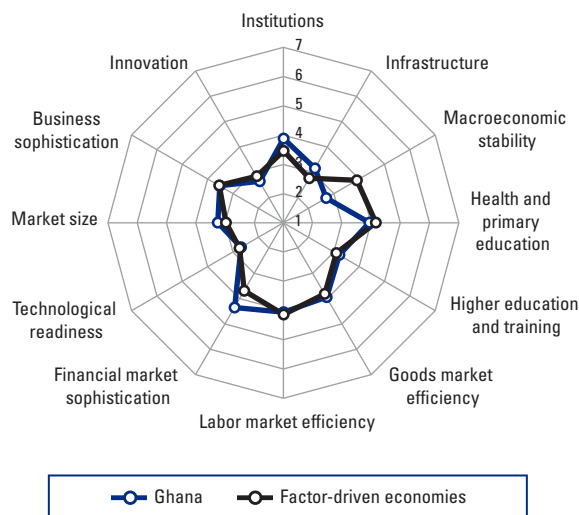 Institutions
7
6
5
4
3
2
1
Infrastructure
Macroeconomic
stability
Health and
primary
education
Higher education
and training
Goods market
efficiency
Labor market efficiency
Financial market
sophistication
Technological
readiness
Market size
Business
sophistication
Innovation
Ghana
Factor-driven economies